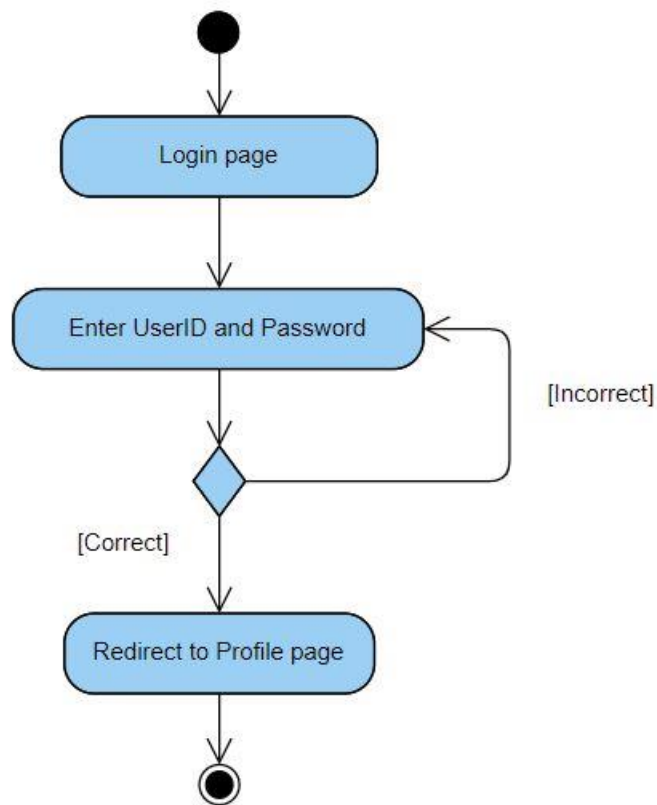 Login page
Enter UserID and Password
[Incorrect]
[Correct]
Redirect to Profile page